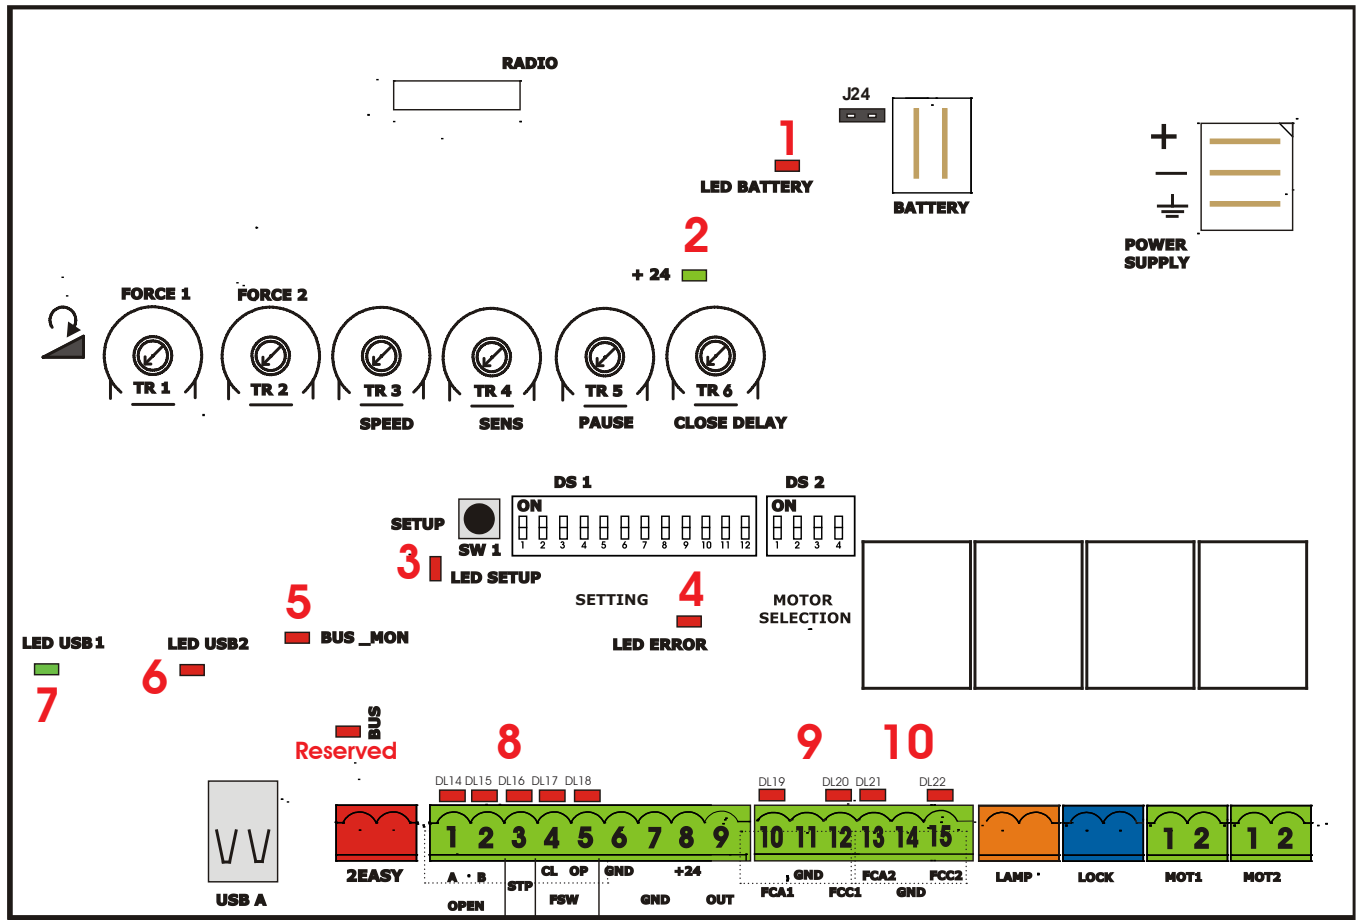 RADIO
J24
1
LED BATTERY
BATTERY
+
−
POWER
SUPPLY
2
+ 24
FORCE 1
FORCE 2
TR 1
TR 2
TR 3
TR 4
TR 5
TR 6
SPEED
SENS
PAUSE
CLOSE DELAY
DS 1
DS 2
ON
ON
SETUP
SW 1
1 2 3 4 5 6 7 8 9 10 11 12
1 2 3 4
3
LED SETUP
SETTING
4
LED ERROR
MOTOR
SELECTION
5
BUS _MON
LED USB1
LED USB2
6
7
BUS
Reserved
8
9
10
DL14 DL15 DL16 DL17 DL18
DL19 DL20 DL21 DL22
1 2 3 4 5 6 7 8 9
10 11 12 13 14 15
1 2
1 2
USB A
2EASY
A B
OPEN
STP
CL OP
FSW
GND
+24
GND
OUT
GND
FCA1
FCC1
FCA2
FCC2
GND
LAMP
LOCK
MOT1
MOT2